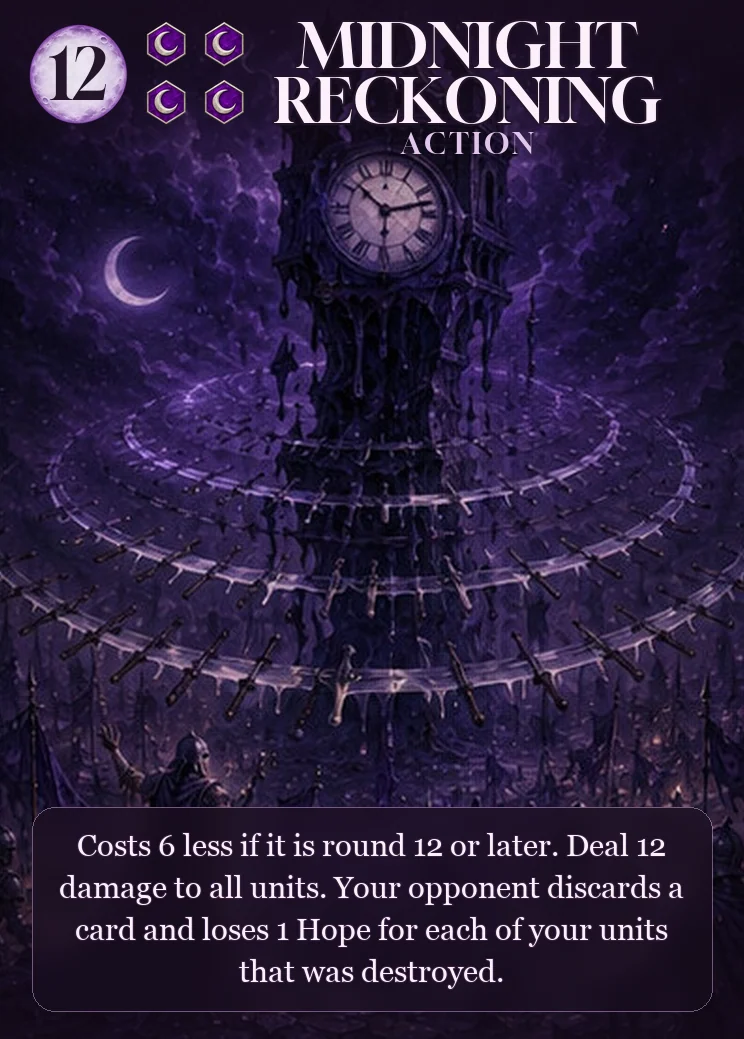 12
MIDNIGHT
RECKONING
ACTION
Costs 6 less if it is round 12 or later. Deal 12
damage to all units. Your opponent discards a
card and loses 1 Hope for each of your units
that was destroyed.